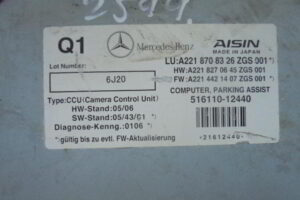 2599
Q1
Mercedes-Benz
AISIN
MADE IN JAPAN
Lot Number:
6J20
LU:A221 870 83 26 ZGS 001*)
HW:A221 827 06 45 ZGS 001
FW:A221 442 14 07 ZGS 001*)
COMPUTER, PARKING ASSIST
516110-12440
Type:CCU(Camera Control Unit)
HW-Stand:05/06
SW-Stand:05/43/G1 *)
Diagnose-Kenng.:0106 *)
*21612440*
*)gültig bis zu evtl. FW-Aktualisierung